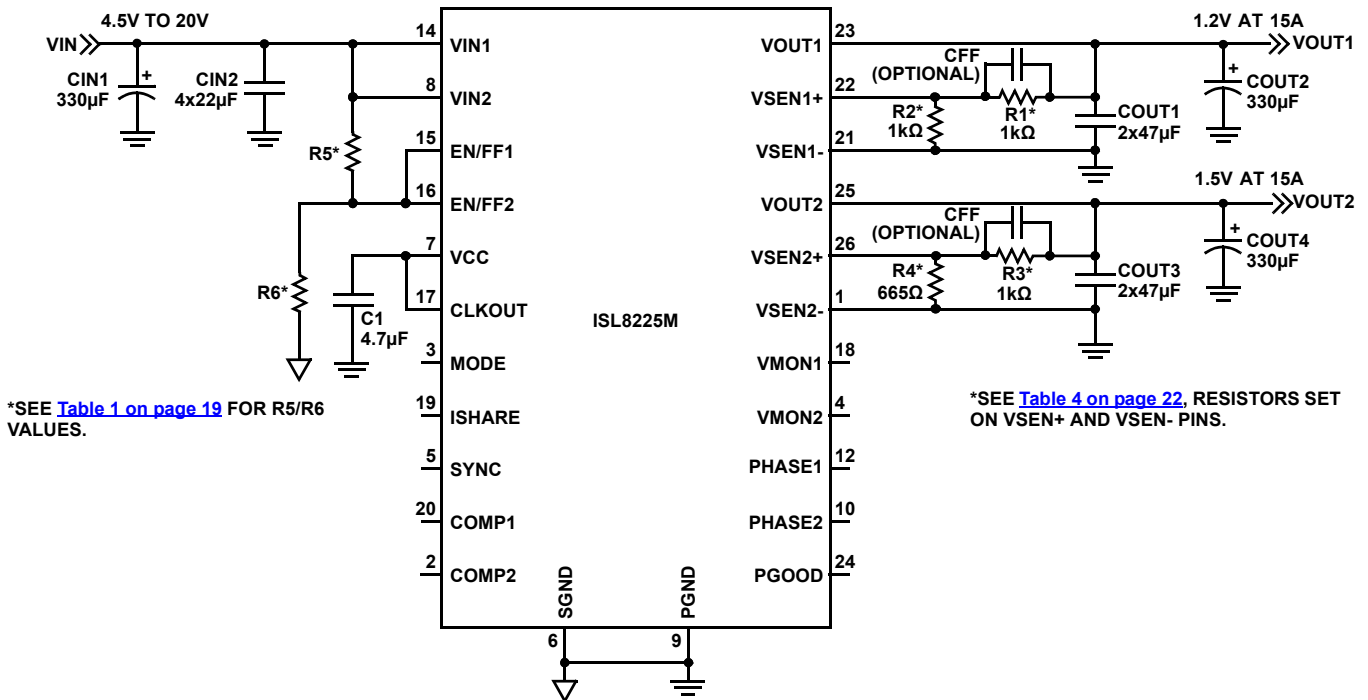 4.5V TO 20V
VIN
CIN1
+
330µF
CIN2
4x22µF
R5*
R6*
C1
4.7µF
14
VIN1
8
VIN2
15
EN/FF1
16
EN/FF2
7
VCC
17
CLKOUT
3
MODE
19
ISHARE
5
SYNC
20
COMP1
2
COMP2
SGND
6
PGND
9
ISL8225M
VOUT1
23
VSEN1+
22
VSEN1-
21
VOUT2
25
VSEN2+
26
VSEN2-
1
VMON1
18
VMON2
4
PHASE1
12
PHASE2
10
PGOOD
24
1.2V AT 15A
VOUT1
CFF
(OPTIONAL)
R2*
1kΩ
R1*
1kΩ
COUT1
2x47µF
+
COUT2
330µF
1.5V AT 15A
VOUT2
CFF
(OPTIONAL)
R4*
665Ω
R3*
1kΩ
COUT3
2x47µF
+
COUT4
330µF
*SEE Table 1 on page 19 FOR R5/R6
VALUES.
*SEE Table 4 on page 22, RESISTORS SET
ON VSEN+ AND VSEN- PINS.